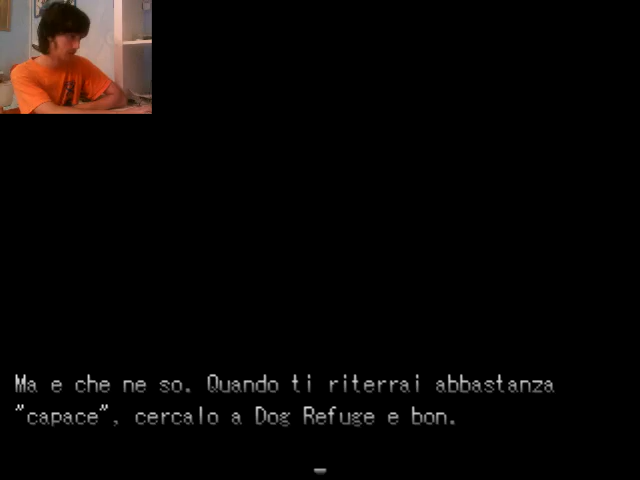 Ma e che ne so. Quando ti riterrai abbastanza
"capace", cercalo a Dog Refuge e bon.